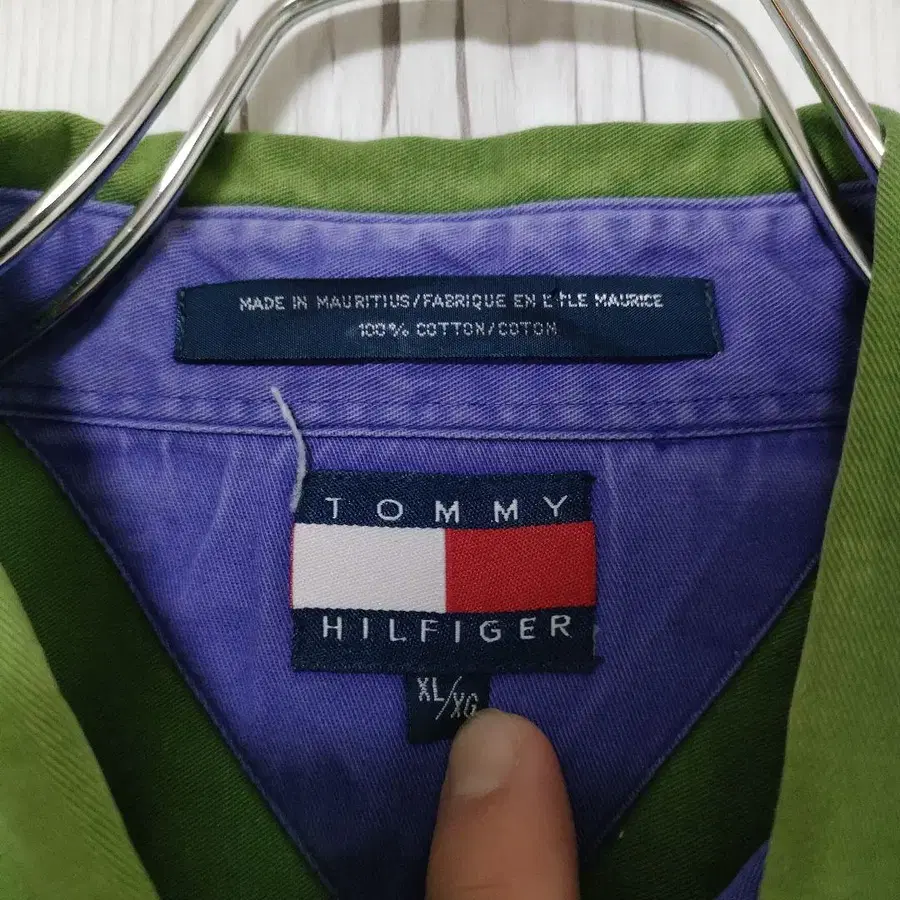 MADE IN MAURITIUS/FABRIQUE EN L'ILE MAURICE
100% COTTON/COTON
TOMMY
HILFIGER
XL/XG